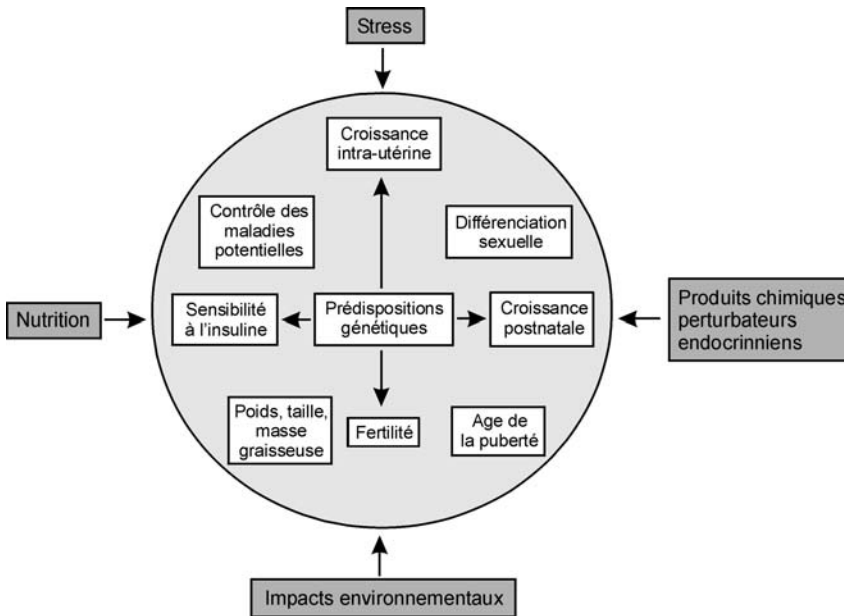 Stress
Croissance
intra-utérine
Contrôle des
maladies
potentielles
Différenciation
sexuelle
Nutrition
Sensibilité
à l'insuline
Prédispositions
génétiques
Croissance
postnatale
Produits chimiques
perturbateurs
endocrinniens
Poids, taille,
masse
graisseuse
Fertilité
Age de
la puberté
Impacts environnementaux